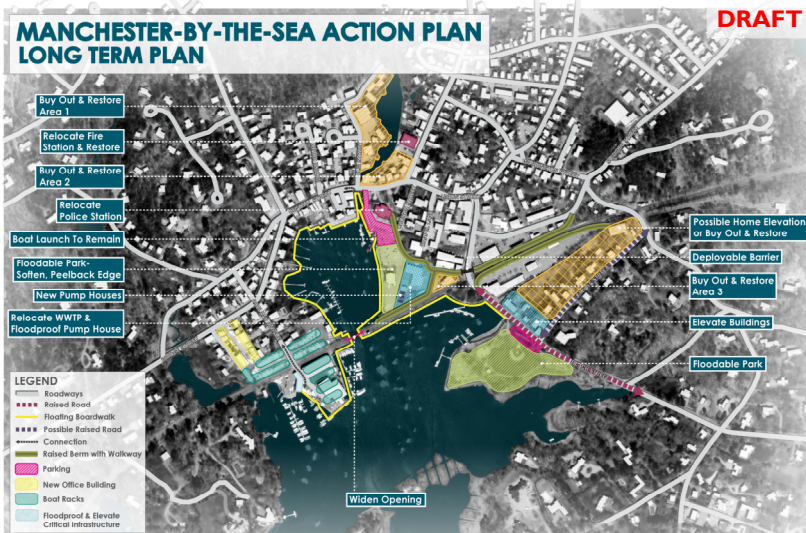 MANCHESTER-BY-THE-SEA ACTION PLAN
LONG TERM PLAN
DRAFT
Buy Out & Restore
Area 1
Relocate Fire
Station & Restore
Buy Out & Restore
Area 2
Relocate
Police Station
Boat Launch To Remain
Floodable Park-
Soften, Peelback Edge
New Pump Houses
Relocate WWTP &
Floodproof Pump House
Possible Home Elevation
or Buy Out & Restore
Deployable Barrier
Buy Out & Restore
Area 3
Elevate Buildings
Floodable Park
Widen Opening
LEGEND
Roadways
Raised Road
Floating Boardwalk
Possible Raised Road
Connection
Raised Berm with Walkway
Parking
New Office Building
Boat Racks
Floodproof & Elevate
Critical Infrastructure